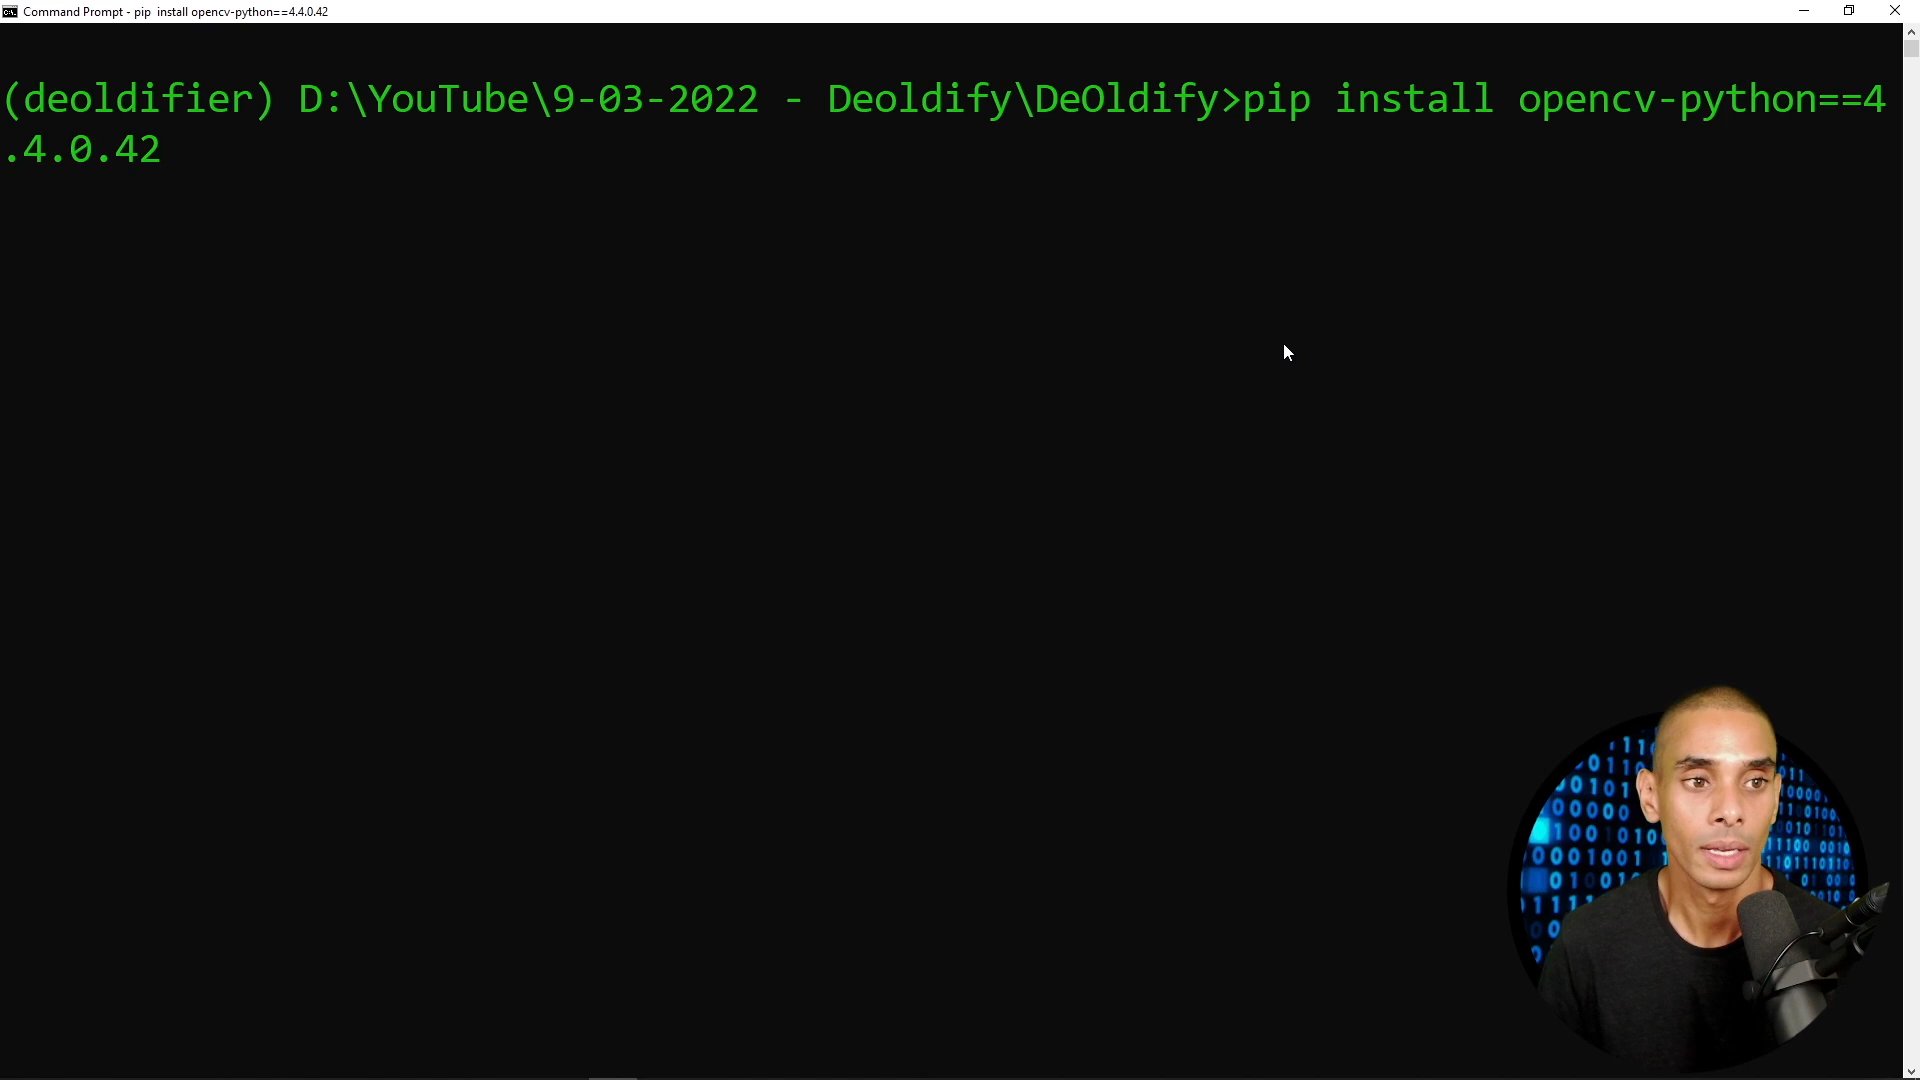 Command Prompt - pip  install opencv-python==4.4.0.42
(deoldifier) D:\YouTube\9-03-2022 - Deoldify\DeOldify>pip install opencv-python==4
.4.0.42